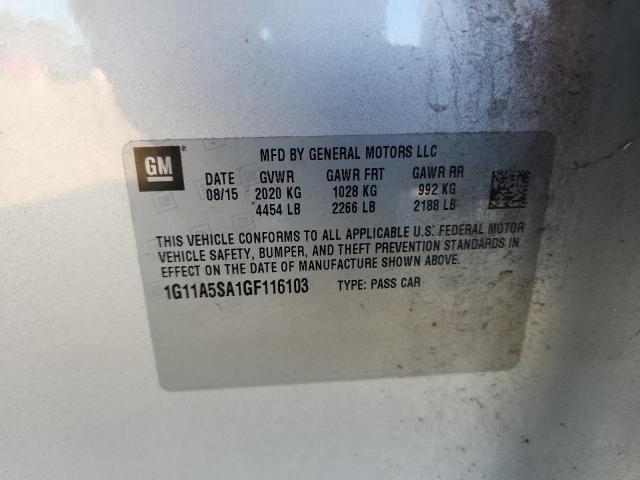 GM
MFD BY GENERAL MOTORS LLC
DATE GVWR GAWR FRT GAWR RR
08/15 2020 KG 1028 KG 992 KG
4454 LB 2266 LB 2188 LB
THIS VEHICLE CONFORMS TO ALL APPLICABLE U.S. FEDERAL MOTOR
VEHICLE SAFETY, BUMPER, AND THEFT PREVENTION STANDARDS IN
EFFECT ON THE DATE OF MANUFACTURE SHOWN ABOVE.
1G11A5SA1GF116103 TYPE: PASS CAR